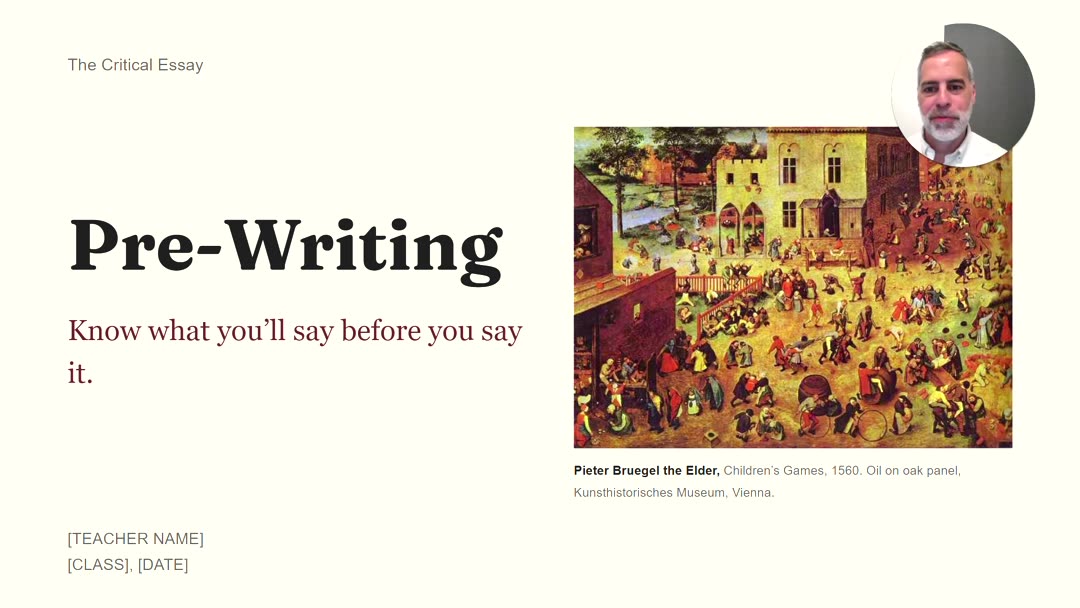 The Critical Essay
Pre-Writing
Know what you’ll say before you say
it.
Pieter Bruegel the Elder, Children’s Games, 1560. Oil on oak panel,
Kunsthistorisches Museum, Vienna.
[TEACHER NAME]
[CLASS], [DATE]